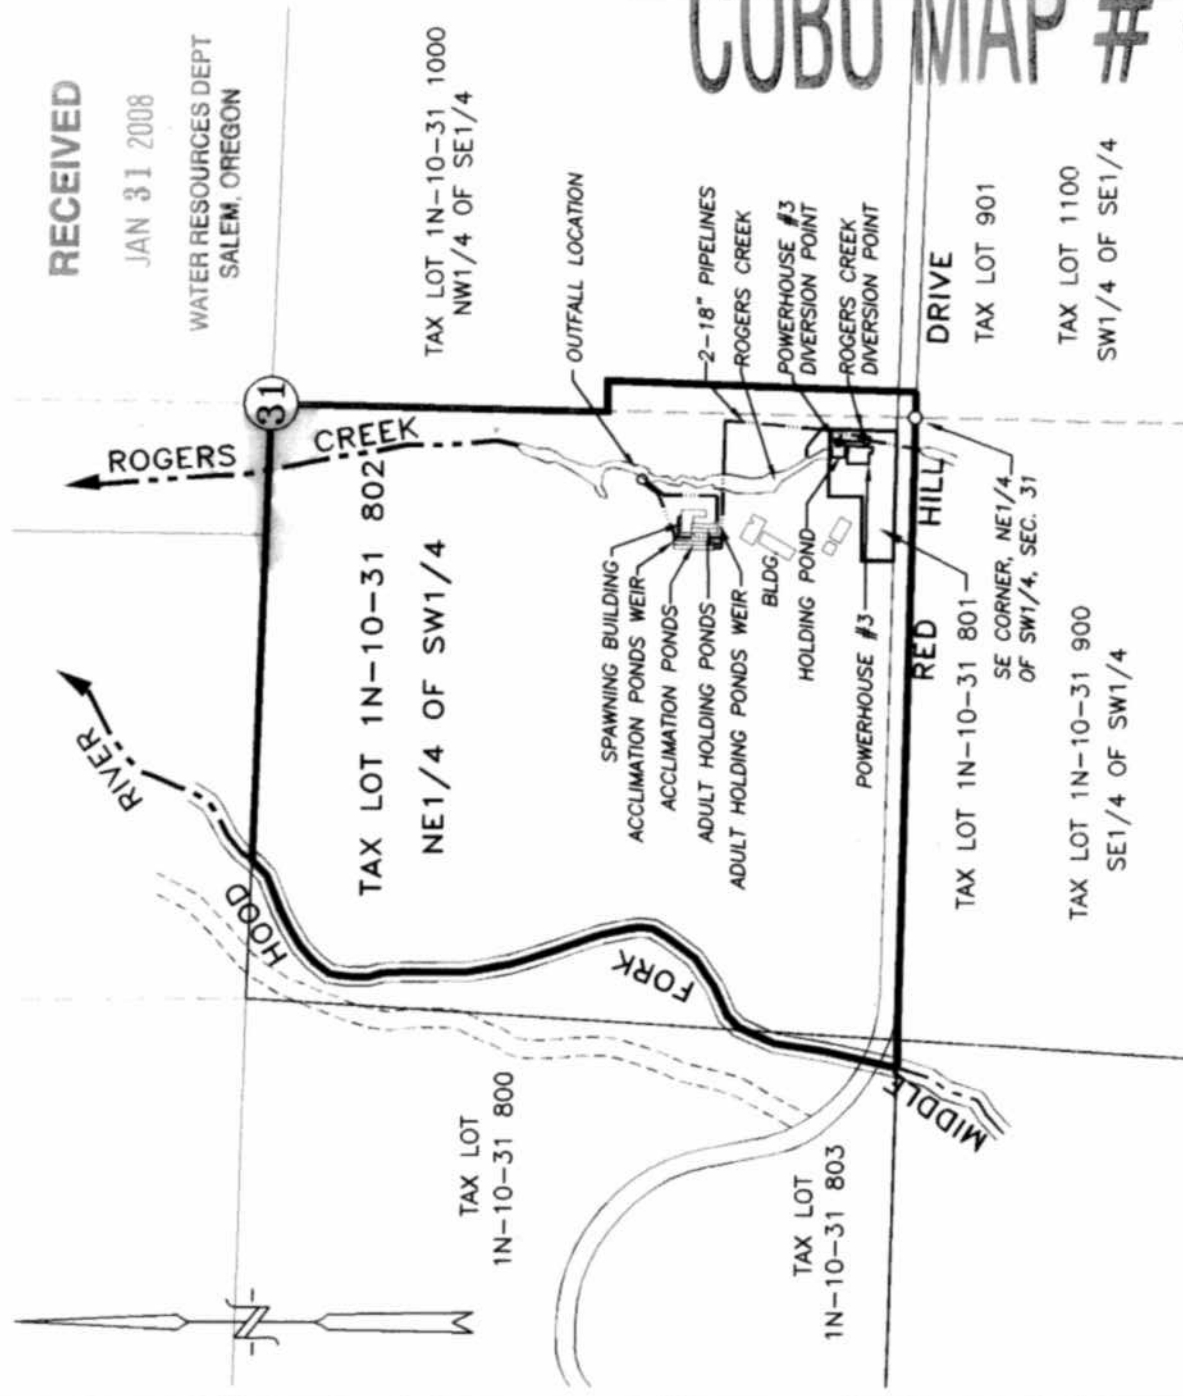 RECEIVED
JAN 31 2008
WATER RESOURCES DEPT
SALEM, OREGON
COBU MAP #
31
ROGERS
CREEK
RIVER
HOOD
FORK
MIDDLE
TAX LOT 1N-10-31 1000
NW1/4 OF SE1/4
TAX LOT 1N-10-31 802
NE1/4 OF SW1/4
OUTFALL LOCATION
2-18" PIPELINES
ROGERS CREEK
POWERHOUSE #3
DIVERSION POINT
ROGERS CREEK
DIVERSION POINT
SPAWNING BUILDING
ACCLIMATION PONDS WEIR
ACCLIMATION PONDS
ADULT HOLDING PONDS
ADULT HOLDING PONDS WEIR
BLDG.
HOLDING POND
POWERHOUSE #3
RED
HILL
DRIVE
TAX LOT 901
TAX LOT 1100
SW1/4 OF SE1/4
TAX LOT 1N-10-31 801
SE CORNER, NE1/4
OF SW1/4, SEC. 31
TAX LOT 1N-10-31 900
SE1/4 OF SW1/4
TAX LOT
1N-10-31 800
TAX LOT
1N-10-31 803
N